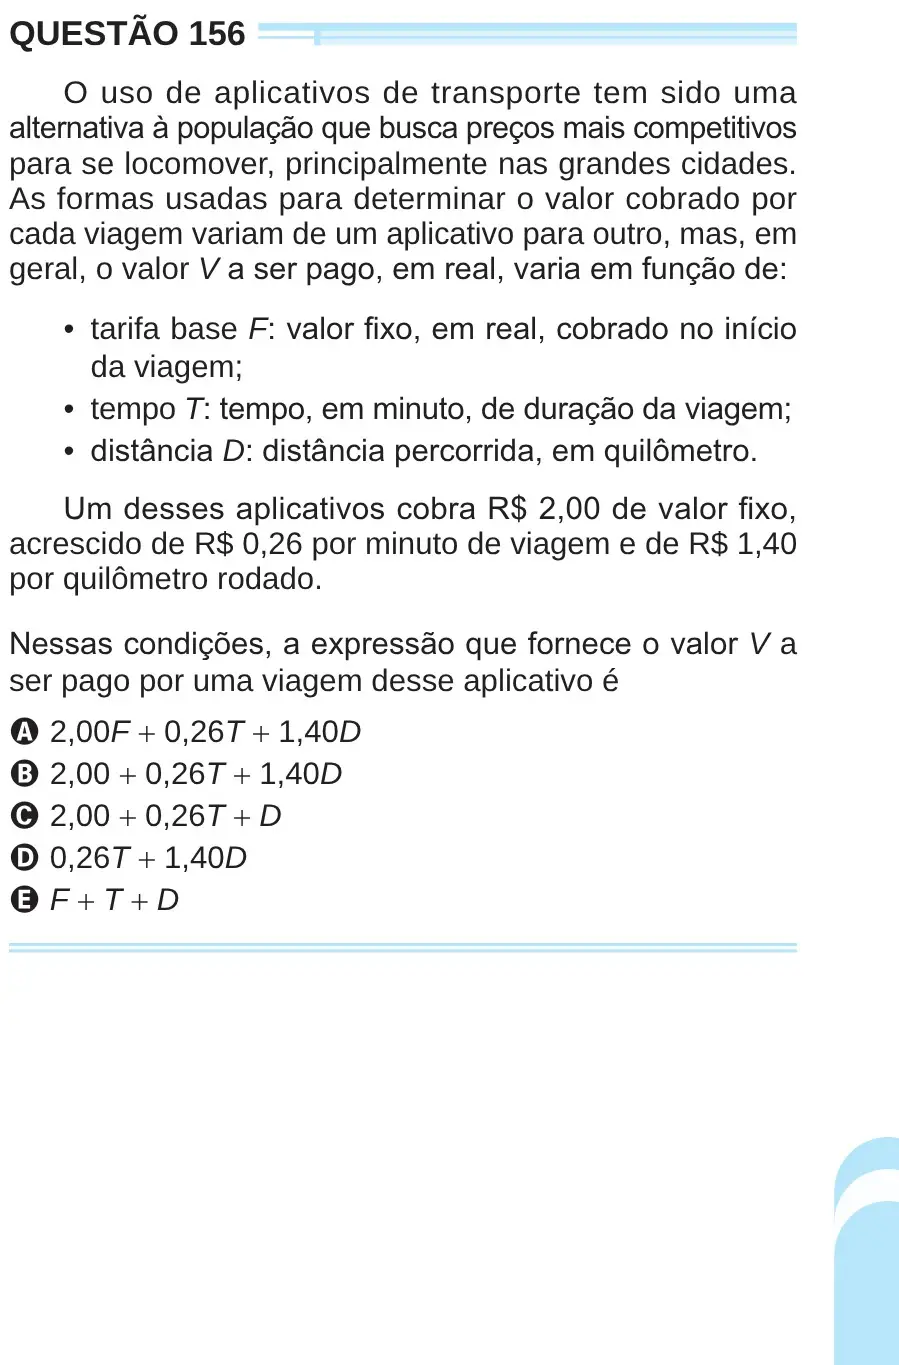 QUESTÃO 156
O uso de aplicativos de transporte tem sido uma
alternativa à população que busca preços mais competitivos
para se locomover, principalmente nas grandes cidades.
As formas usadas para determinar o valor cobrado por
cada viagem variam de um aplicativo para outro, mas, em
geral, o valor V a ser pago, em real, varia em função de:
• tarifa base F: valor fixo, em real, cobrado no início
da viagem;
• tempo T: tempo, em minuto, de duração da viagem;
• distância D: distância percorrida, em quilômetro.
Um desses aplicativos cobra R$ 2,00 de valor fixo,
acrescido de R$ 0,26 por minuto de viagem e de R$ 1,40
por quilômetro rodado.
Nessas condições, a expressão que fornece o valor V a
ser pago por uma viagem desse aplicativo é
A 2,00F + 0,26T + 1,40D
B 2,00 + 0,26T + 1,40D
C 2,00 + 0,26T + D
D 0,26T + 1,40D
E F + T + D